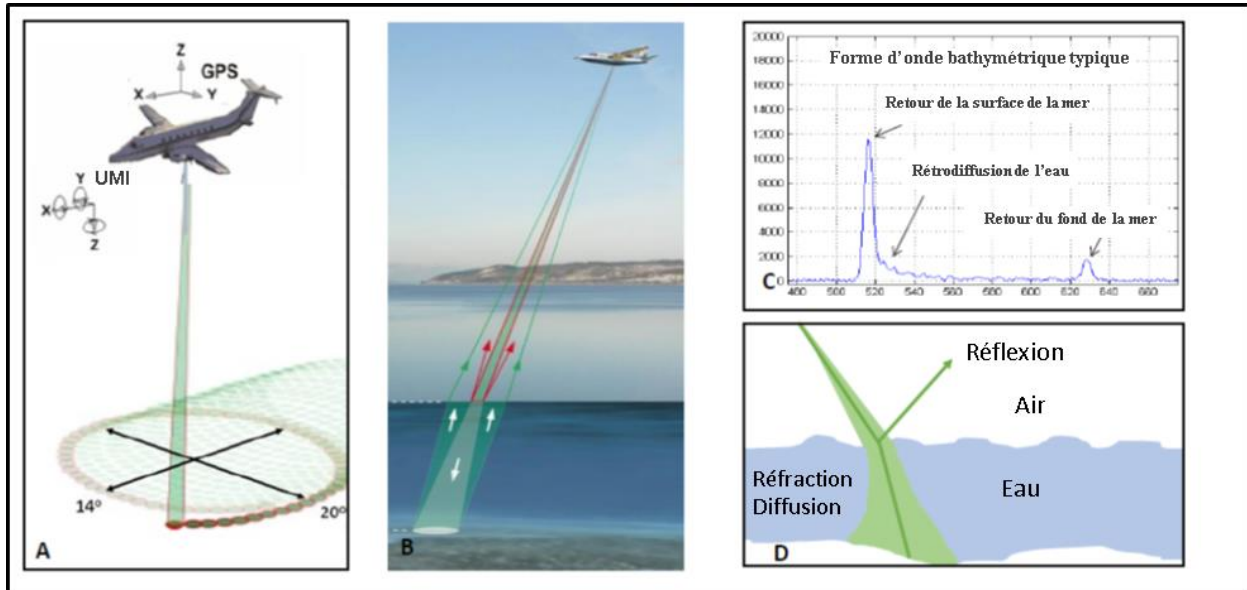 Z
GPS
X
Y
UMI
Y
X
Z
14°
20°
A
B
20000
18000
16000
14000
12000
10000
8000
6000
4000
2000
0
Forme d'onde bathymétrique typique
Retour de la surface de la mer
Rétrodiffusion de l'eau
Retour du fond de la mer
C
480 500 520 540 560 580 600 620 640 660
Réflexion
Air
Réfraction
Diffusion
Eau
D